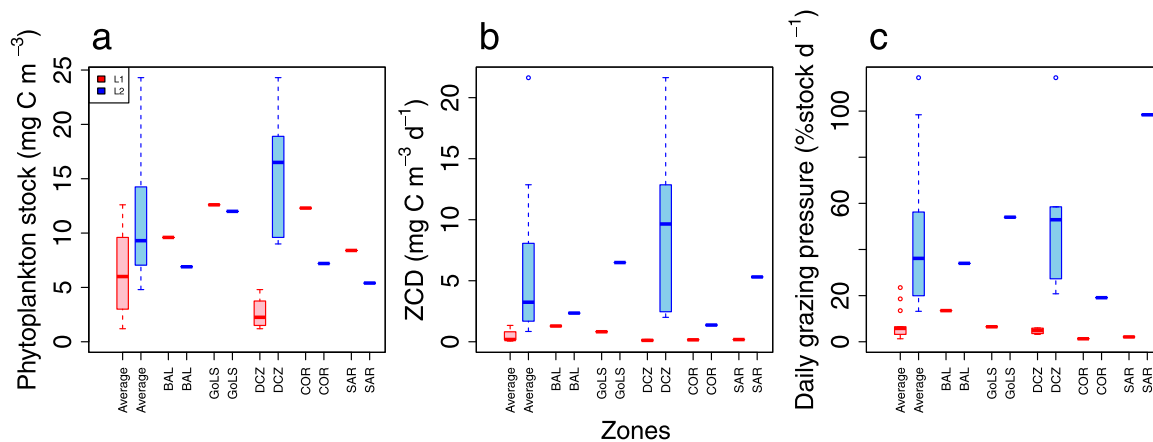 a
b
c
Phytoplankton stock (mg C m⁻³)
25
20
15
10
5
0
L1
L2
Average
Average
BAL
BAL
GoLS
GoLS
DCZ
DCZ
COR
COR
SAR
SAR
ZCD (mg C m⁻³ d⁻¹)
20
15
10
5
0
Average
Average
BAL
BAL
GoLS
GoLS
DCZ
DCZ
COR
COR
SAR
SAR
Daily grazing pressure (%stock d⁻¹)
100
60
20
0
Average
Average
BAL
BAL
GoLS
GoLS
DCZ
DCZ
COR
COR
SAR
SAR
Zones